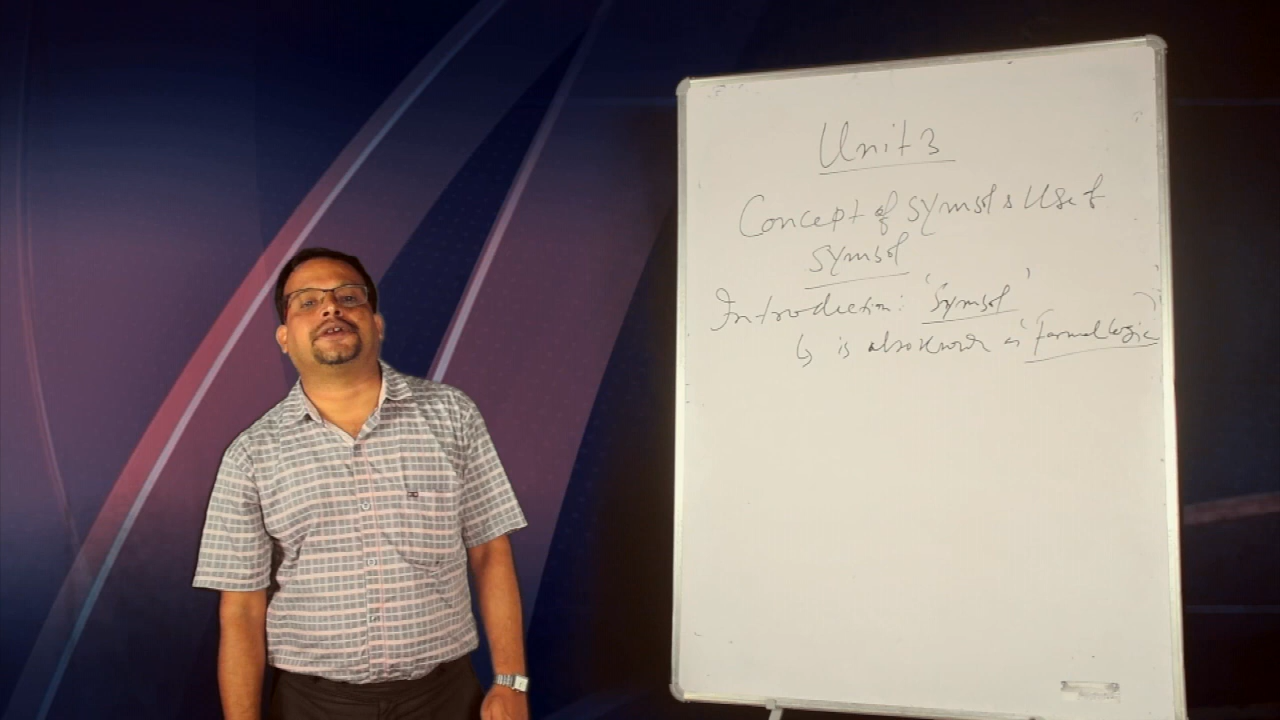 Unit 3
Concept of symbol & Use of
symbol
Introduction: 'Symbol'
↳ is also known as 'formal logic'